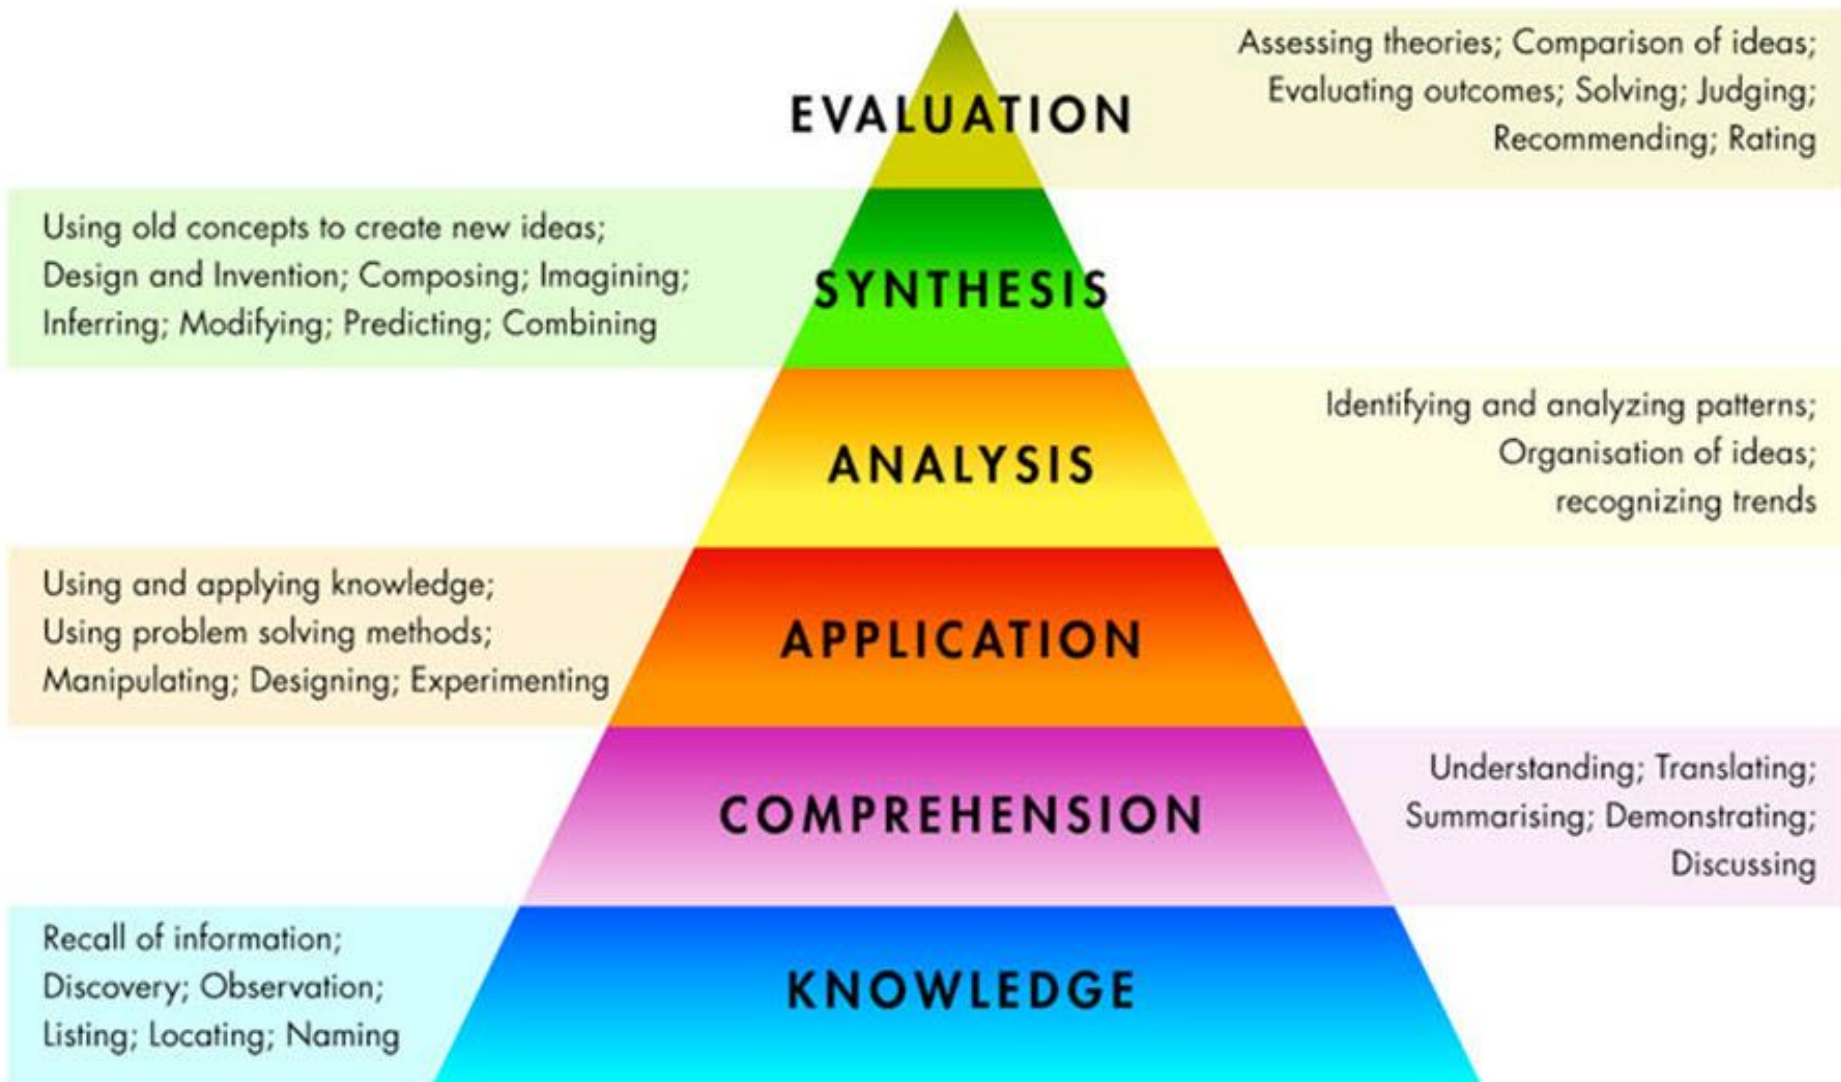 EVALUATION
Assessing theories; Comparison of ideas;
Evaluating outcomes; Solving; Judging;
Recommending; Rating
Using old concepts to create new ideas;
Design and Invention; Composing; Imagining;
Inferring; Modifying; Predicting; Combining
SYNTHESIS
ANALYSIS
Identifying and analyzing patterns;
Organisation of ideas;
recognizing trends
Using and applying knowledge;
Using problem solving methods;
Manipulating; Designing; Experimenting
APPLICATION
COMPREHENSION
Understanding; Translating;
Summarising; Demonstrating;
Discussing
Recall of information;
Discovery; Observation;
Listing; Locating; Naming
KNOWLEDGE